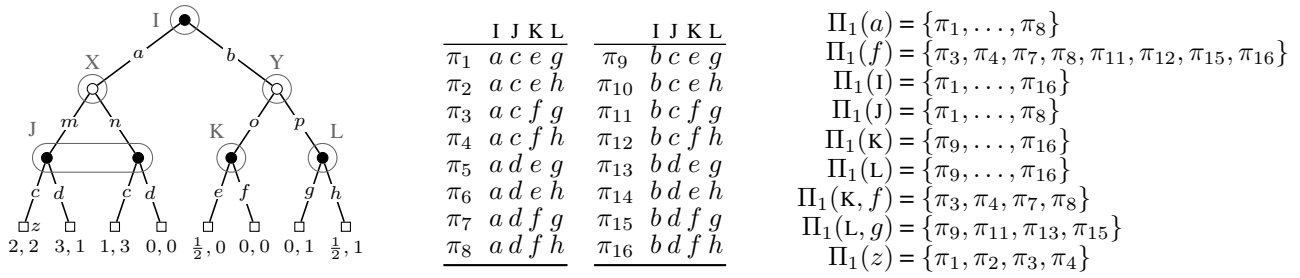 I
a b
X Y
m n o p
J K L
c d c d e f g h
z
2, 2 3, 1 1, 3 0, 0 1/2, 0 0, 0 0, 1 1/2, 1
I J K L I J K L
π₁ a c e g π₉ b c e g
π₂ a c e h π₁₀ b c e h
π₃ a c f g π₁₁ b c f g
π₄ a c f h π₁₂ b c f h
π₅ a d e g π₁₃ b d e g
π₆ a d e h π₁₄ b d e h
π₇ a d f g π₁₅ b d f g
π₈ a d f h π₁₆ b d f h
Π₁(a) = {π₁, . . . , π₈}
Π₁(f) = {π₃, π₄, π₇, π₈, π₁₁, π₁₂, π₁₅, π₁₆}
Π₁(I) = {π₁, . . . , π₁₆}
Π₁(J) = {π₁, . . . , π₈}
Π₁(K) = {π₉, . . . , π₁₆}
Π₁(L) = {π₉, . . . , π₁₆}
Π₁(K, f) = {π₃, π₄, π₇, π₈}
Π₁(L, g) = {π₉, π₁₁, π₁₃, π₁₅}
Π₁(z) = {π₁, π₂, π₃, π₄}